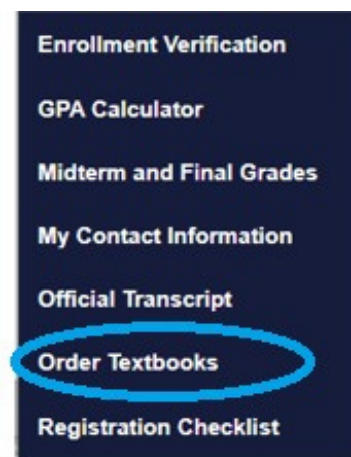 Enrollment Verification
GPA Calculator
Midterm and Final Grades
My Contact Information
Official Transcript
Order Textbooks
Registration Checklist